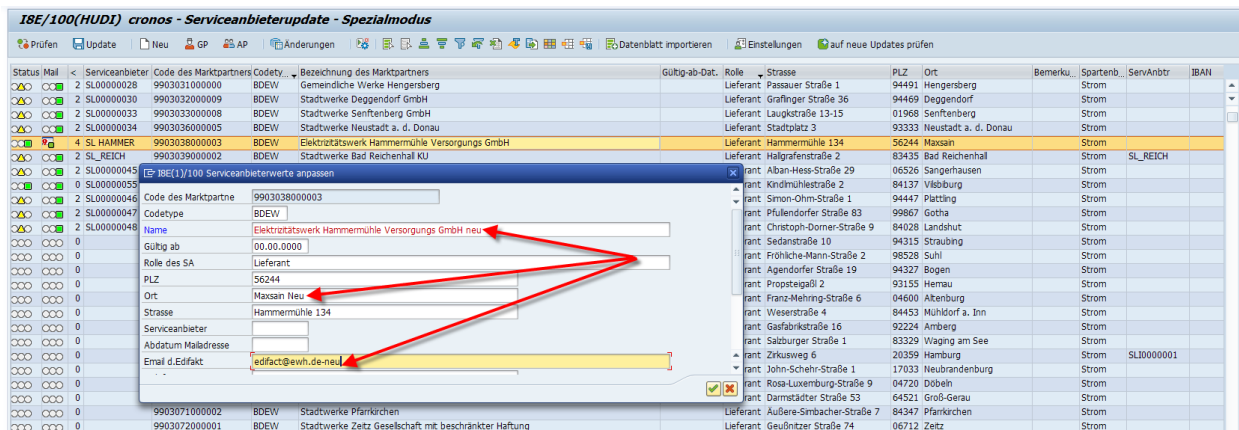 I8E/100(HUDI) cronos - Serviceanbieterupdate - Spezialmodus
Prüfen Update Neu GP AP Änderungen Datenblatt importieren Einstellungen auf neue Updates prüfen
Status Mail < Serviceanbieter Code des Marktpartners Codety... Bezeichnung des Marktpartners Gültig-ab-Dat. Rolle Strasse PLZ Ort Bemerku... Spartenb... ServAnbtr IBAN
2 SL00000028 9903031000000 BDEW Gemeindliche Werke Hengersberg Lieferant Passauer Straße 1 94491 Hengersberg Strom
2 SL00000030 9903032000009 BDEW Stadtwerke Deggendorf GmbH Lieferant Graflinger Straße 36 94469 Deggendorf Strom
2 SL00000033 9903033000008 BDEW Stadtwerke Senftenberg GmbH Lieferant Laugkstraße 13-15 01968 Senftenberg Strom
2 SL00000034 9903036000005 BDEW Stadtwerke Neustadt a. d. Donau Lieferant Stadtplatz 3 93333 Neustadt a. d. Donau Strom
4 SL HAMMER 9903038000003 BDEW Elektrizitätswerk Hammermühle Versorgungs GmbH Lieferant Hammermühle 134 56244 Maxsain Strom
2 SL_REICH 9903039000002 BDEW Stadtwerke Bad Reichenhall KU Lieferant Hallgrafenstraße 2 83435 Bad Reichenhall Strom SL_REICH
2 SL00000045 rant Alban-Hess-Straße 29 06526 Sangerhausen Strom
0 SL00000055 rant Kindlmühlestraße 2 84137 Vilsbiburg Strom
2 SL00000046 rant Simon-Ohm-Straße 1 94447 Plattling Strom
2 SL00000047 rant Pfullendorfer Straße 83 99867 Gotha Strom
2 SL00000048 rant Christoph-Dorner-Straße 9 84028 Landshut Strom
0 rant Sedanstraße 10 94315 Straubing Strom
0 rant Fröhliche-Mann-Straße 2 98528 Suhl Strom
0 rant Agendorfer Straße 19 94327 Bogen Strom
0 rant Propsteigaßl 2 93155 Hemau Strom
0 rant Franz-Mehring-Straße 6 04600 Altenburg Strom
0 rant Weserstraße 4 84453 Mühldorf a. Inn Strom
0 rant Gasfabrikstraße 16 92224 Amberg Strom
0 rant Salzburger Straße 1 83329 Waging am See Strom
0 rant Zirkusweg 6 20359 Hamburg Strom SLI0000001
0 rant John-Schehr-Straße 1 17033 Neubrandenburg Strom
0 rant Rosa-Luxemburg-Straße 9 04720 Döbeln Strom
0 rant Darmstädter Straße 53 64521 Groß-Gerau Strom
0 9903071000002 BDEW Stadtwerke Pfarrkirchen Lieferant Äußere-Simbacher-Straße 7 84347 Pfarrkirchen Strom
0 9903072000001 BDEW Stadtwerke Zeitz Gesellschaft mit beschränkter Haftung Lieferant Geußnitzer Straße 74 06712 Zeitz Strom
I8E(1)/100 Serviceanbieterwerte anpassen
Code des Marktpartne 9903038000003
Codetype BDEW
Name Elektrizitätswerk Hammermühle Versorgungs GmbH neu
Gültig ab 00.00.0000
Rolle des SA Lieferant
PLZ 56244
Ort Maxsain Neu
Strasse Hammermühle 134
Serviceanbieter
Abdatum Mailadresse
Email d.Edifakt edifact@ewh.de-neu